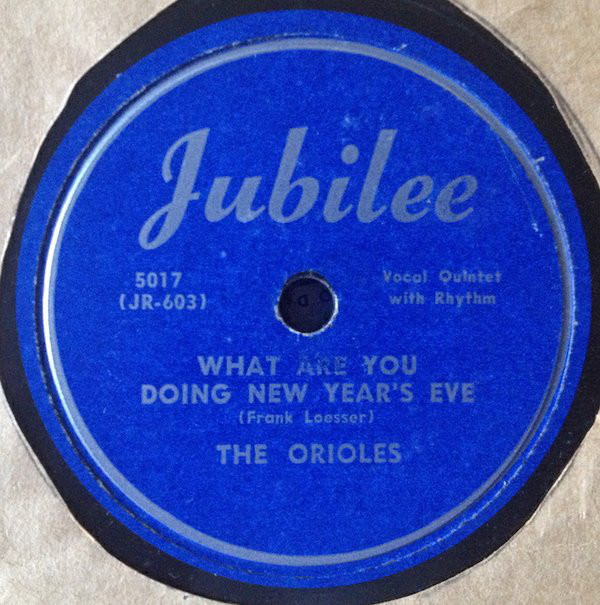 Jubilee
5017
(JR-603)
Vocal Quintet
with Rhythm
WHAT ARE YOU
DOING NEW YEAR'S EVE
(Frank Loesser)
THE ORIOLES